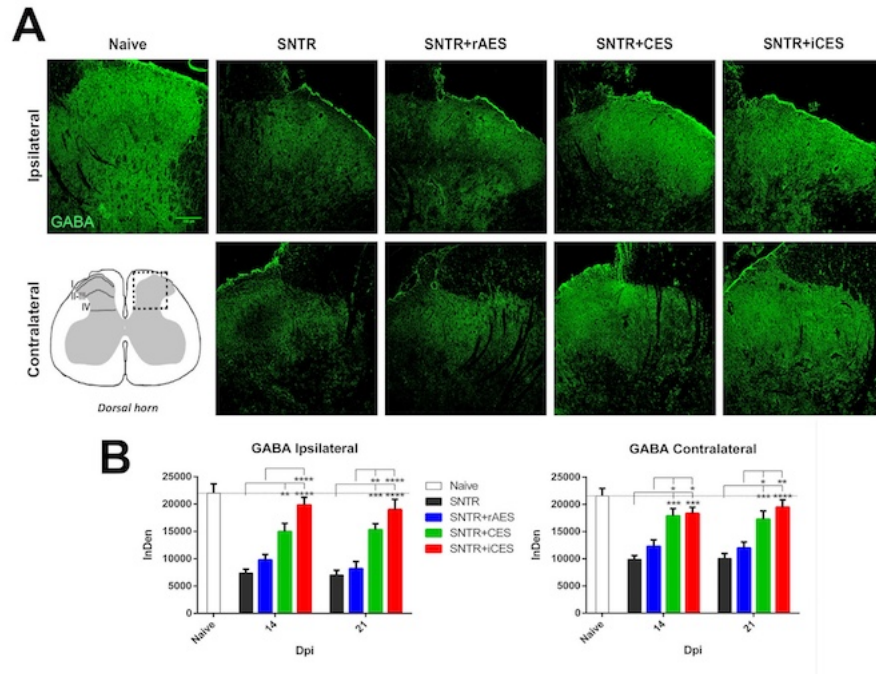 A
Naive SNTR SNTR+rAES SNTR+CES SNTR+iCES
Ipsilateral
GABA
Contralateral
I
II-III
IV
Dorsal horn
B
GABA Ipsilateral
25000
20000
15000
10000
5000
0
InDen
**** 
** ****
** ****
*** ****
Naive
14
21
Dpi
Naive
SNTR
SNTR+rAES
SNTR+CES
SNTR+iCES
GABA Contralateral
25000
20000
15000
10000
5000
0
InDen
* *
*** ***
* **
*** ****
Naive
14
21
Dpi